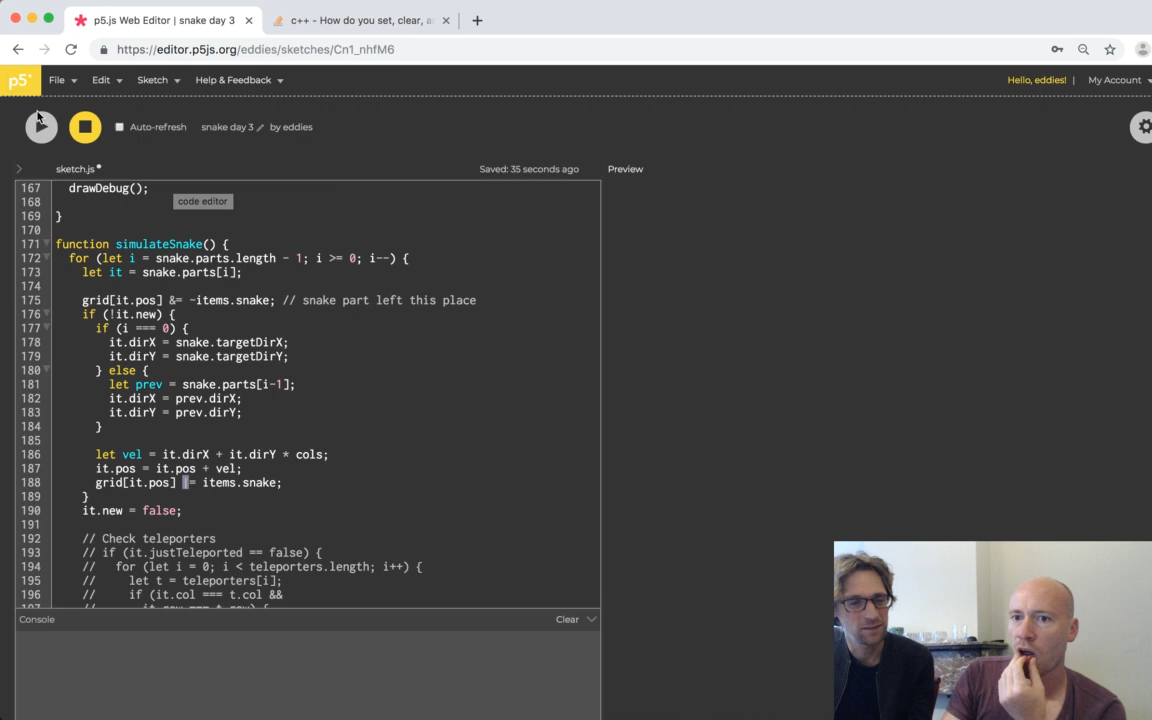 p5.js Web Editor | snake day 3
c++ - How do you set, clear, a
https://editor.p5js.org/eddies/sketches/Cn1_nhfM6
p5* File Edit Sketch Help & Feedback Hello, eddies! | My Account
Auto-refresh snake day 3 by eddies
sketch.js Saved: 35 seconds ago Preview
167 drawDebug();
168 code editor
169 }
170
171 function simulateSnake() {
172 for (let i = snake.parts.length - 1; i >= 0; i--) {
173 let it = snake.parts[i];
174
175 grid[it.pos] &= ~items.snake; // snake part left this place
176 if (!it.new) {
177 if (i === 0) {
178 it.dirX = snake.targetDirX;
179 it.dirY = snake.targetDirY;
180 } else {
181 let prev = snake.parts[i-1];
182 it.dirX = prev.dirX;
183 it.dirY = prev.dirY;
184 }
185
186 let vel = it.dirX + it.dirY * cols;
187 it.pos = it.pos + vel;
188 grid[it.pos] |= items.snake;
189 }
190 it.new = false;
191
192 // Check teleporters
193 // if (it.justTeleported == false) {
194 // for (let i = 0; i < teleporters.length; i++) {
195 // let t = teleporters[i];
196 // if (it.col === t.col &&
197 // it.row === t.row) {
Console Clear